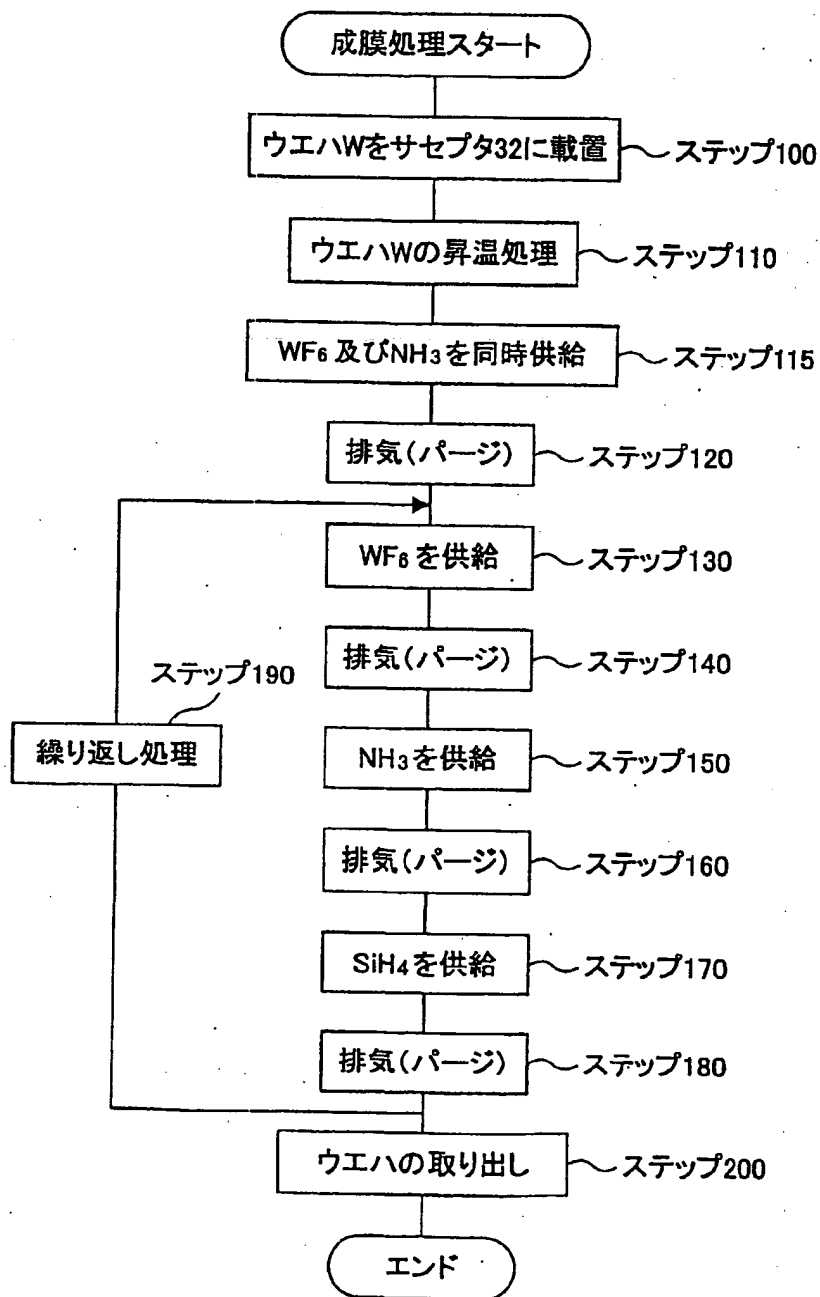 成膜処理スタート
ウエハWをサセプタ32に載置
ステップ100
ウエハWの昇温処理
ステップ110
WF₆ 及びNH₃を同時供給
ステップ115
排気(パージ)
ステップ120
WF₆ を供給
ステップ130
排気(パージ)
ステップ140
ステップ190
繰り返し処理
NH₃を供給
ステップ150
排気(パージ)
ステップ160
SiH₄を供給
ステップ170
排気(パージ)
ステップ180
ウエハの取り出し
ステップ200
エンド